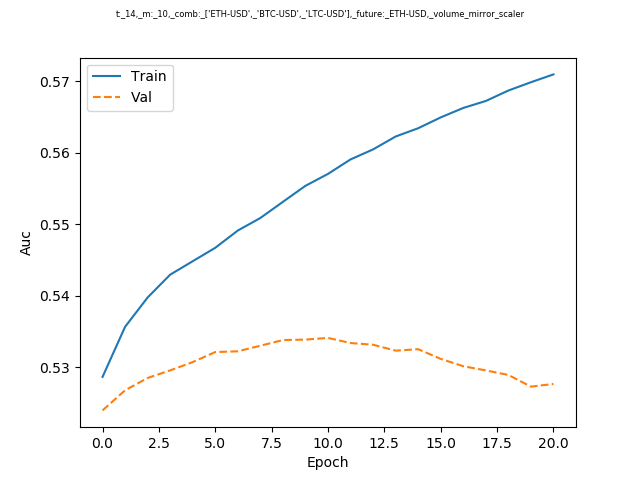 t:_14,_m:_10,_comb:_['ETH-USD',_'BTC-USD',_'LTC-USD'],_future:_ETH-USD,_volume_mirror_scaler
Train
Val
0.57
0.56
0.55
0.54
0.53
Auc
0.0 2.5 5.0 7.5 10.0 12.5 15.0 17.5 20.0
Epoch